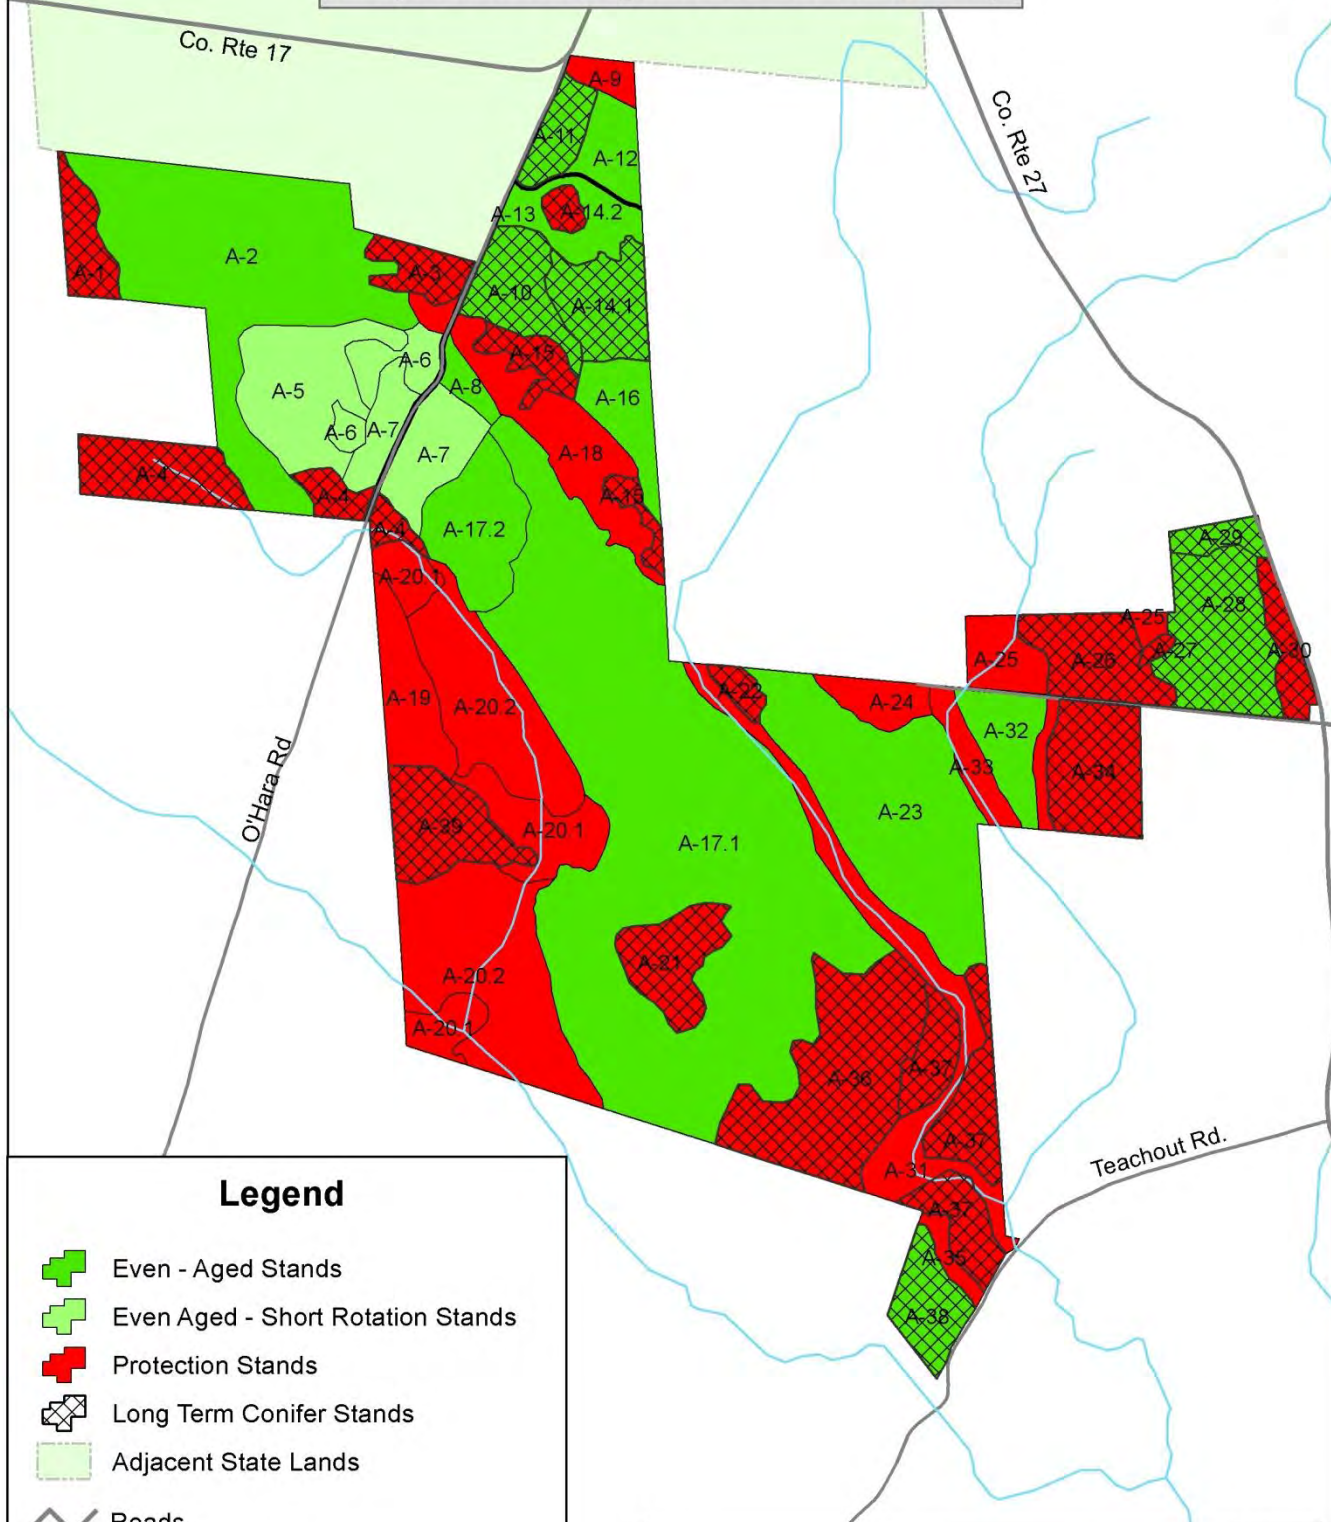 Co. Rte 17
A-9
Co. Rte 27
A-11
A-12
A-13
A-14.2
A-2
A-1
A-3
A-10
A-14.1
A-15
A-6
A-8
A-5
A-16
A-6
A-7
A-7
A-18
A-4
A-4
A-15
A-4
A-17.2
A-29
A-20.1
A-28
A-25
A-25
A-26
A-27
A-30
A-19
A-20.2
A-22
A-24
A-32
O'Hara Rd
A-33
A-34
A-23
A-39
A-20.1
A-17.1
A-21
A-20.2
A-20.1
A-37
A-36
A-37
Teachout Rd.
A-31
A-37
A-35
A-38
Legend
Even - Aged Stands
Even Aged - Short Rotation Stands
Protection Stands
Long Term Conifer Stands
Adjacent State Lands
Roads